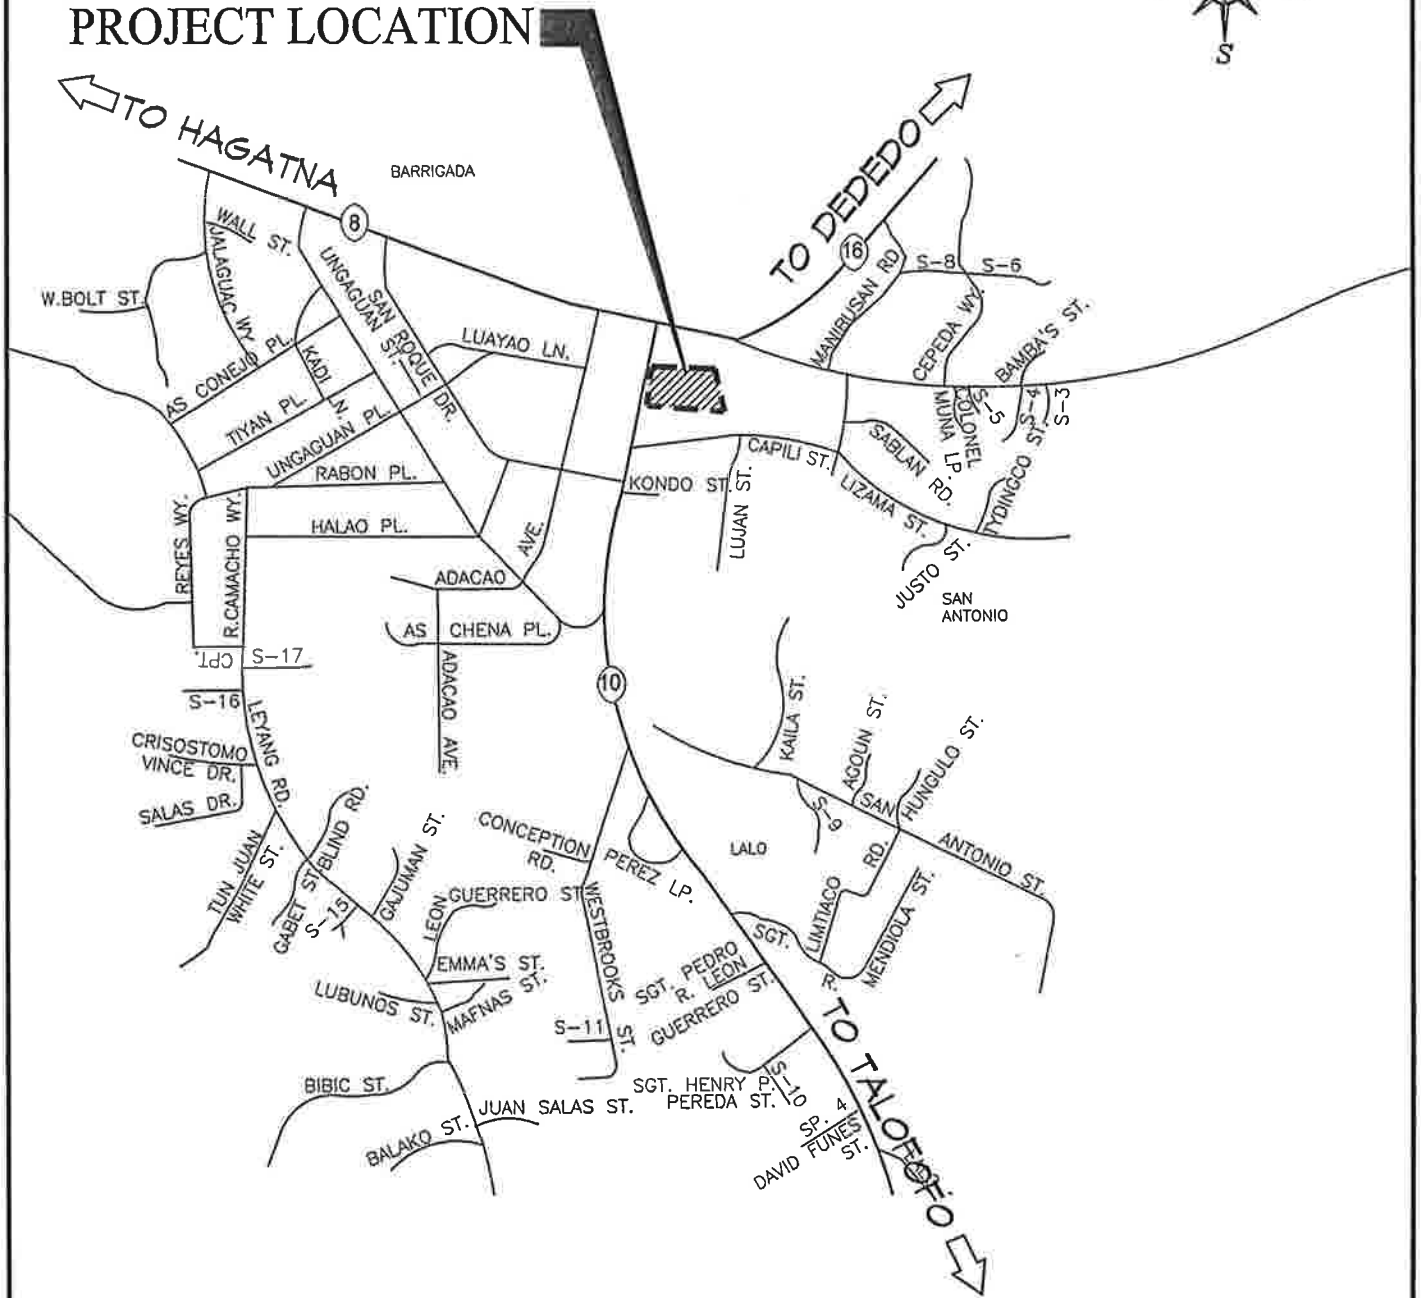 PROJECT LOCATION
S
TO HAGATNA
BARRIGADA
TO DEDEDO
8
16
WALL ST.
JALAGUAC WY.
W.BOLT ST.
UNGAGUAN ST.
SAN ROQUE DR.
LUAYAO LN.
MANIRUSAN RD
S-8
S-6
CEPEDA WY.
BAMBA'S ST.
AS CONEJO PL.
KADI LN.
TIYAN PL.
UNGAGUAN PL.
RABON PL.
HALAO PL.
MUNA LP.
COLONEL
S-5
S-4
S-3
CAPILI ST.
SABLAN RD.
KONDO ST.
LUJAN ST.
LIZAMA ST.
TYDINGCO ST.
JUSTO ST.
SAN
ANTONIO
REYES WY.
R.CAMACHO WY.
AVE.
ADACAO
AS CHENA PL.
CPT.
S-17
S-16
ADACAO AVE.
10
LEYANG RD.
CRISOSTOMO
VINCE DR.
SALAS DR.
KAILA ST.
AGOUN ST.
HUNGULO ST.
S-9
SAN ANTONIO ST.
TUN JUAN
WHITE ST.
BLIND RD.
GABET ST.
S-15
GAJUMAN ST.
CONCEPTION
RD.
PEREZ LP.
LALO
LEON GUERRERO ST
WESTBROOKS ST.
LIMTIACO RD.
MENDIOLA ST.
SGT. R.
EMMA'S ST.
LUBUNOS ST.
MAFNAS ST.
SGT. PEDRO
R. LEON
GUERRERO ST.
S-11
TO TALOFOFO
BIBIC ST.
SGT. HENRY P.
PEREDA ST.
S-10
JUAN SALAS ST.
BALAKO ST.
SP. 4
DAVID FUNES
ST.